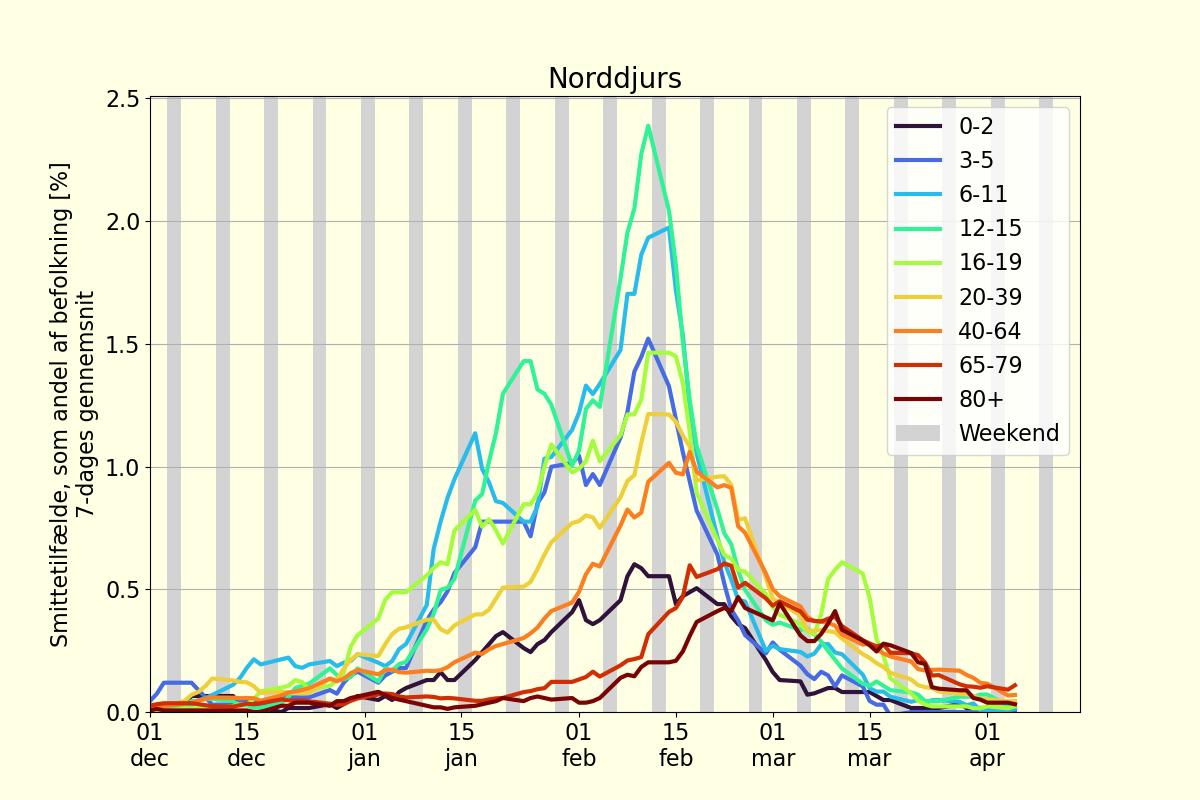 Norddjurs
Smittetilfælde, som andel af befolkning [%]
7-dages gennemsnit
2.5
2.0
1.5
1.0
0.5
0.0
01 dec
15 dec
01 jan
15 jan
01 feb
15 feb
01 mar
15 mar
01 apr
0-2
3-5
6-11
12-15
16-19
20-39
40-64
65-79
80+
Weekend